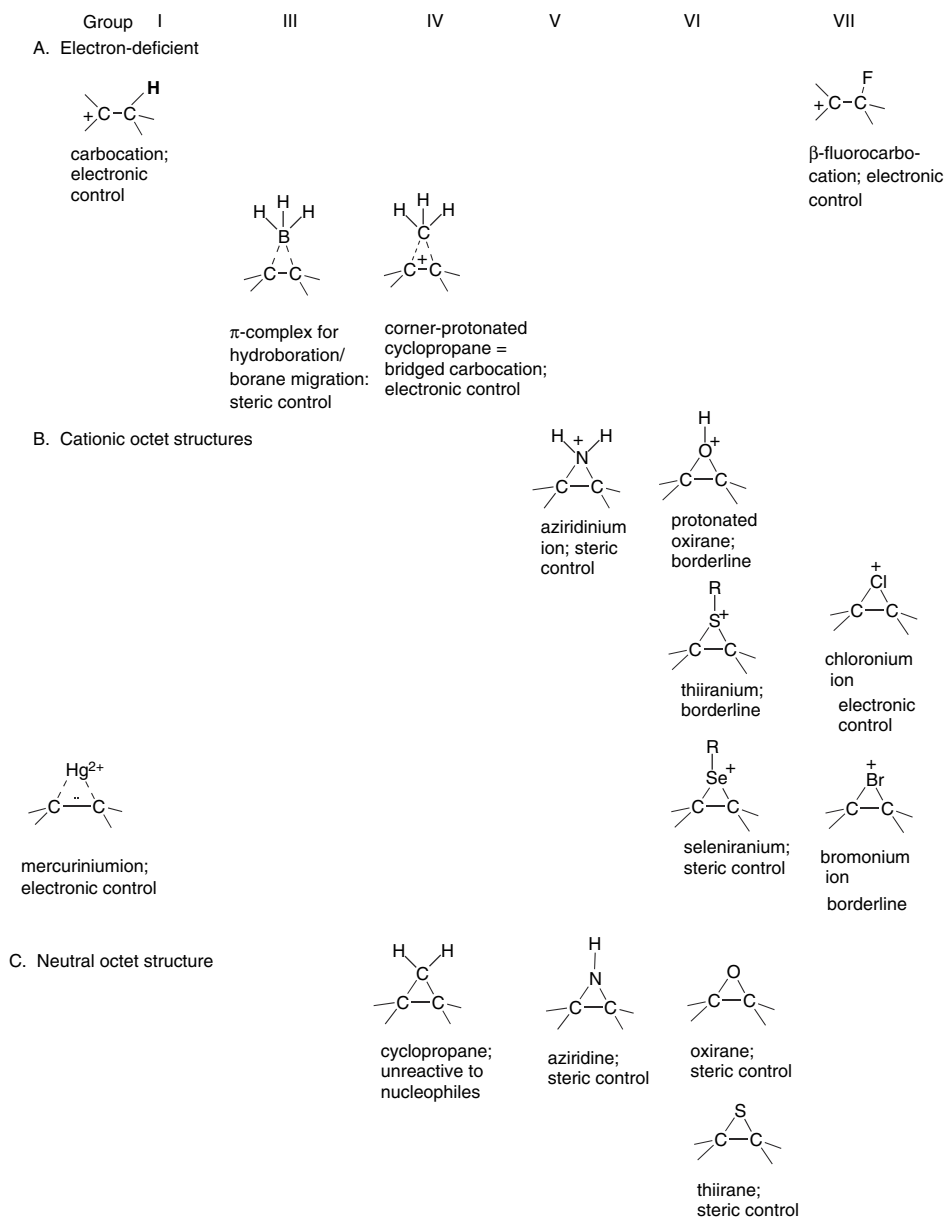 Group I III IV V VI VII
A. Electron-deficient
H
+ C C
carbocation;
electronic
control
F
+ C C
β-fluorocarbo-
cation; electronic
control
H H H
B
C C
π-complex for
hydroboration/
borane migration:
steric control
H H H
C
+
C C
corner-protonated
cyclopropane =
bridged carbocation;
electronic control
B. Cationic octet structures
H + H
N
C C
aziridinium
ion; steric
control
H
O+
C C
protonated
oxirane;
borderline
R
S+
C C
thiiranium;
borderline
+
Cl
C C
chloronium
ion
electronic
control
Hg2+
..
C C
mercuriniumion;
electronic control
R
Se+
C C
seleniranium;
steric control
+
Br
C C
bromonium
ion
borderline
C. Neutral octet structure
H H
C
C C
cyclopropane;
unreactive to
nucleophiles
H
N
C C
aziridine;
steric control
O
C C
oxirane;
steric control
S
C C
thiirane;
steric control